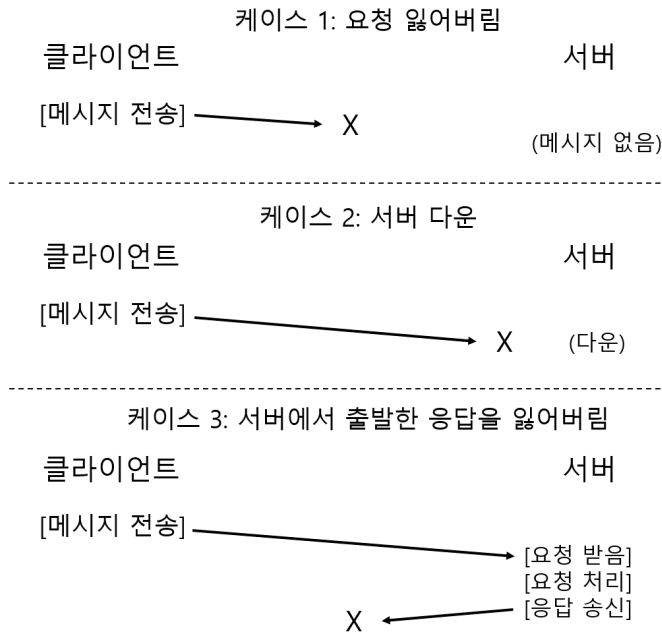 케이스 1: 요청 잃어버림
클라이언트 서버
[메시지 전송] X
(메시지 없음)
케이스 2: 서버 다운
클라이언트 서버
[메시지 전송]
X (다운)
케이스 3: 서버에서 출발한 응답을 잃어버림
클라이언트 서버
[메시지 전송]
[요청 받음]
[요청 처리]
X [응답 송신]